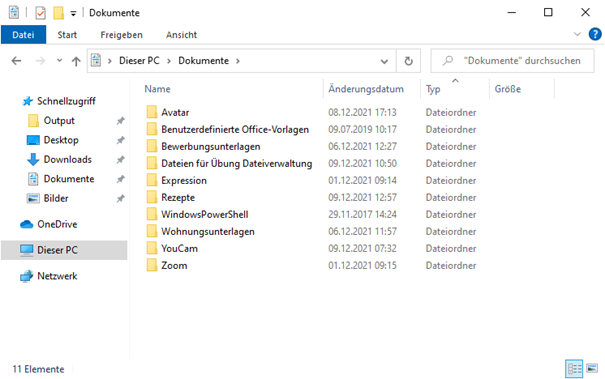 Dokumente
Datei Start Freigeben Ansicht
Dieser PC Dokumente "Dokumente" durchsuchen
Name Änderungsdatum Typ Größe
Schnellzugriff
Output
Desktop
Downloads
Dokumente
Bilder
OneDrive
Dieser PC
Netzwerk
Avatar 08.12.2021 17:13 Dateiordner
Benutzerdefinierte Office-Vorlagen 09.07.2019 10:17 Dateiordner
Bewerbungsunterlagen 06.12.2021 12:27 Dateiordner
Dateien für Übung Dateiverwaltung 09.12.2021 10:50 Dateiordner
Expression 01.12.2021 09:14 Dateiordner
Rezepte 09.12.2021 12:57 Dateiordner
WindowsPowerShell 29.11.2017 14:24 Dateiordner
Wohnungsunterlagen 06.12.2021 11:57 Dateiordner
YouCam 09.12.2021 07:32 Dateiordner
Zoom 01.12.2021 09:15 Dateiordner
11 Elemente